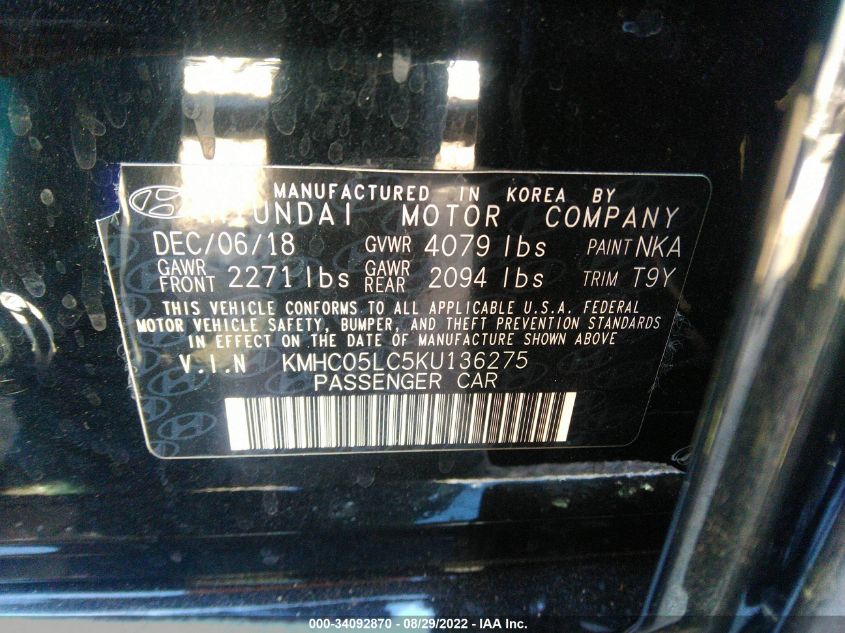 MANUFACTURED IN KOREA BY
HYUNDAI MOTOR COMPANY
DEC/06/18 GVWR 4079 lbs PAINT NKA
GAWR FRONT 2271 lbs GAWR REAR 2094 lbs TRIM T9Y
THIS VEHICLE CONFORMS TO ALL APPLICABLE U.S.A. FEDERAL
MOTOR VEHICLE SAFETY, BUMPER, AND THEFT PREVENTION STANDARDS
IN EFFECT ON THE DATE OF MANUFACTURE SHOWN ABOVE
V.I.N KMHC05LC5KU136275
PASSENGER CAR
000-34092870 - 08/29/2022 - IAA Inc.